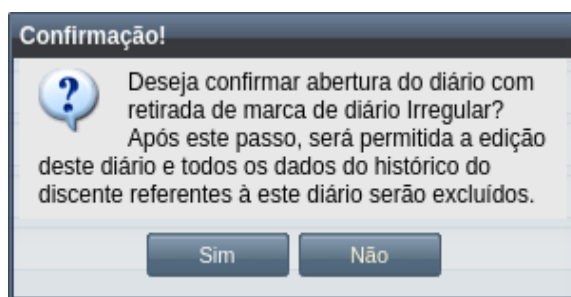 Confirmação!
Deseja confirmar abertura do diário com
retirada de marca de diário Irregular?
Após este passo, será permitida a edição
deste diário e todos os dados do histórico do
discente referentes à este diário serão excluídos.
Sim
Não